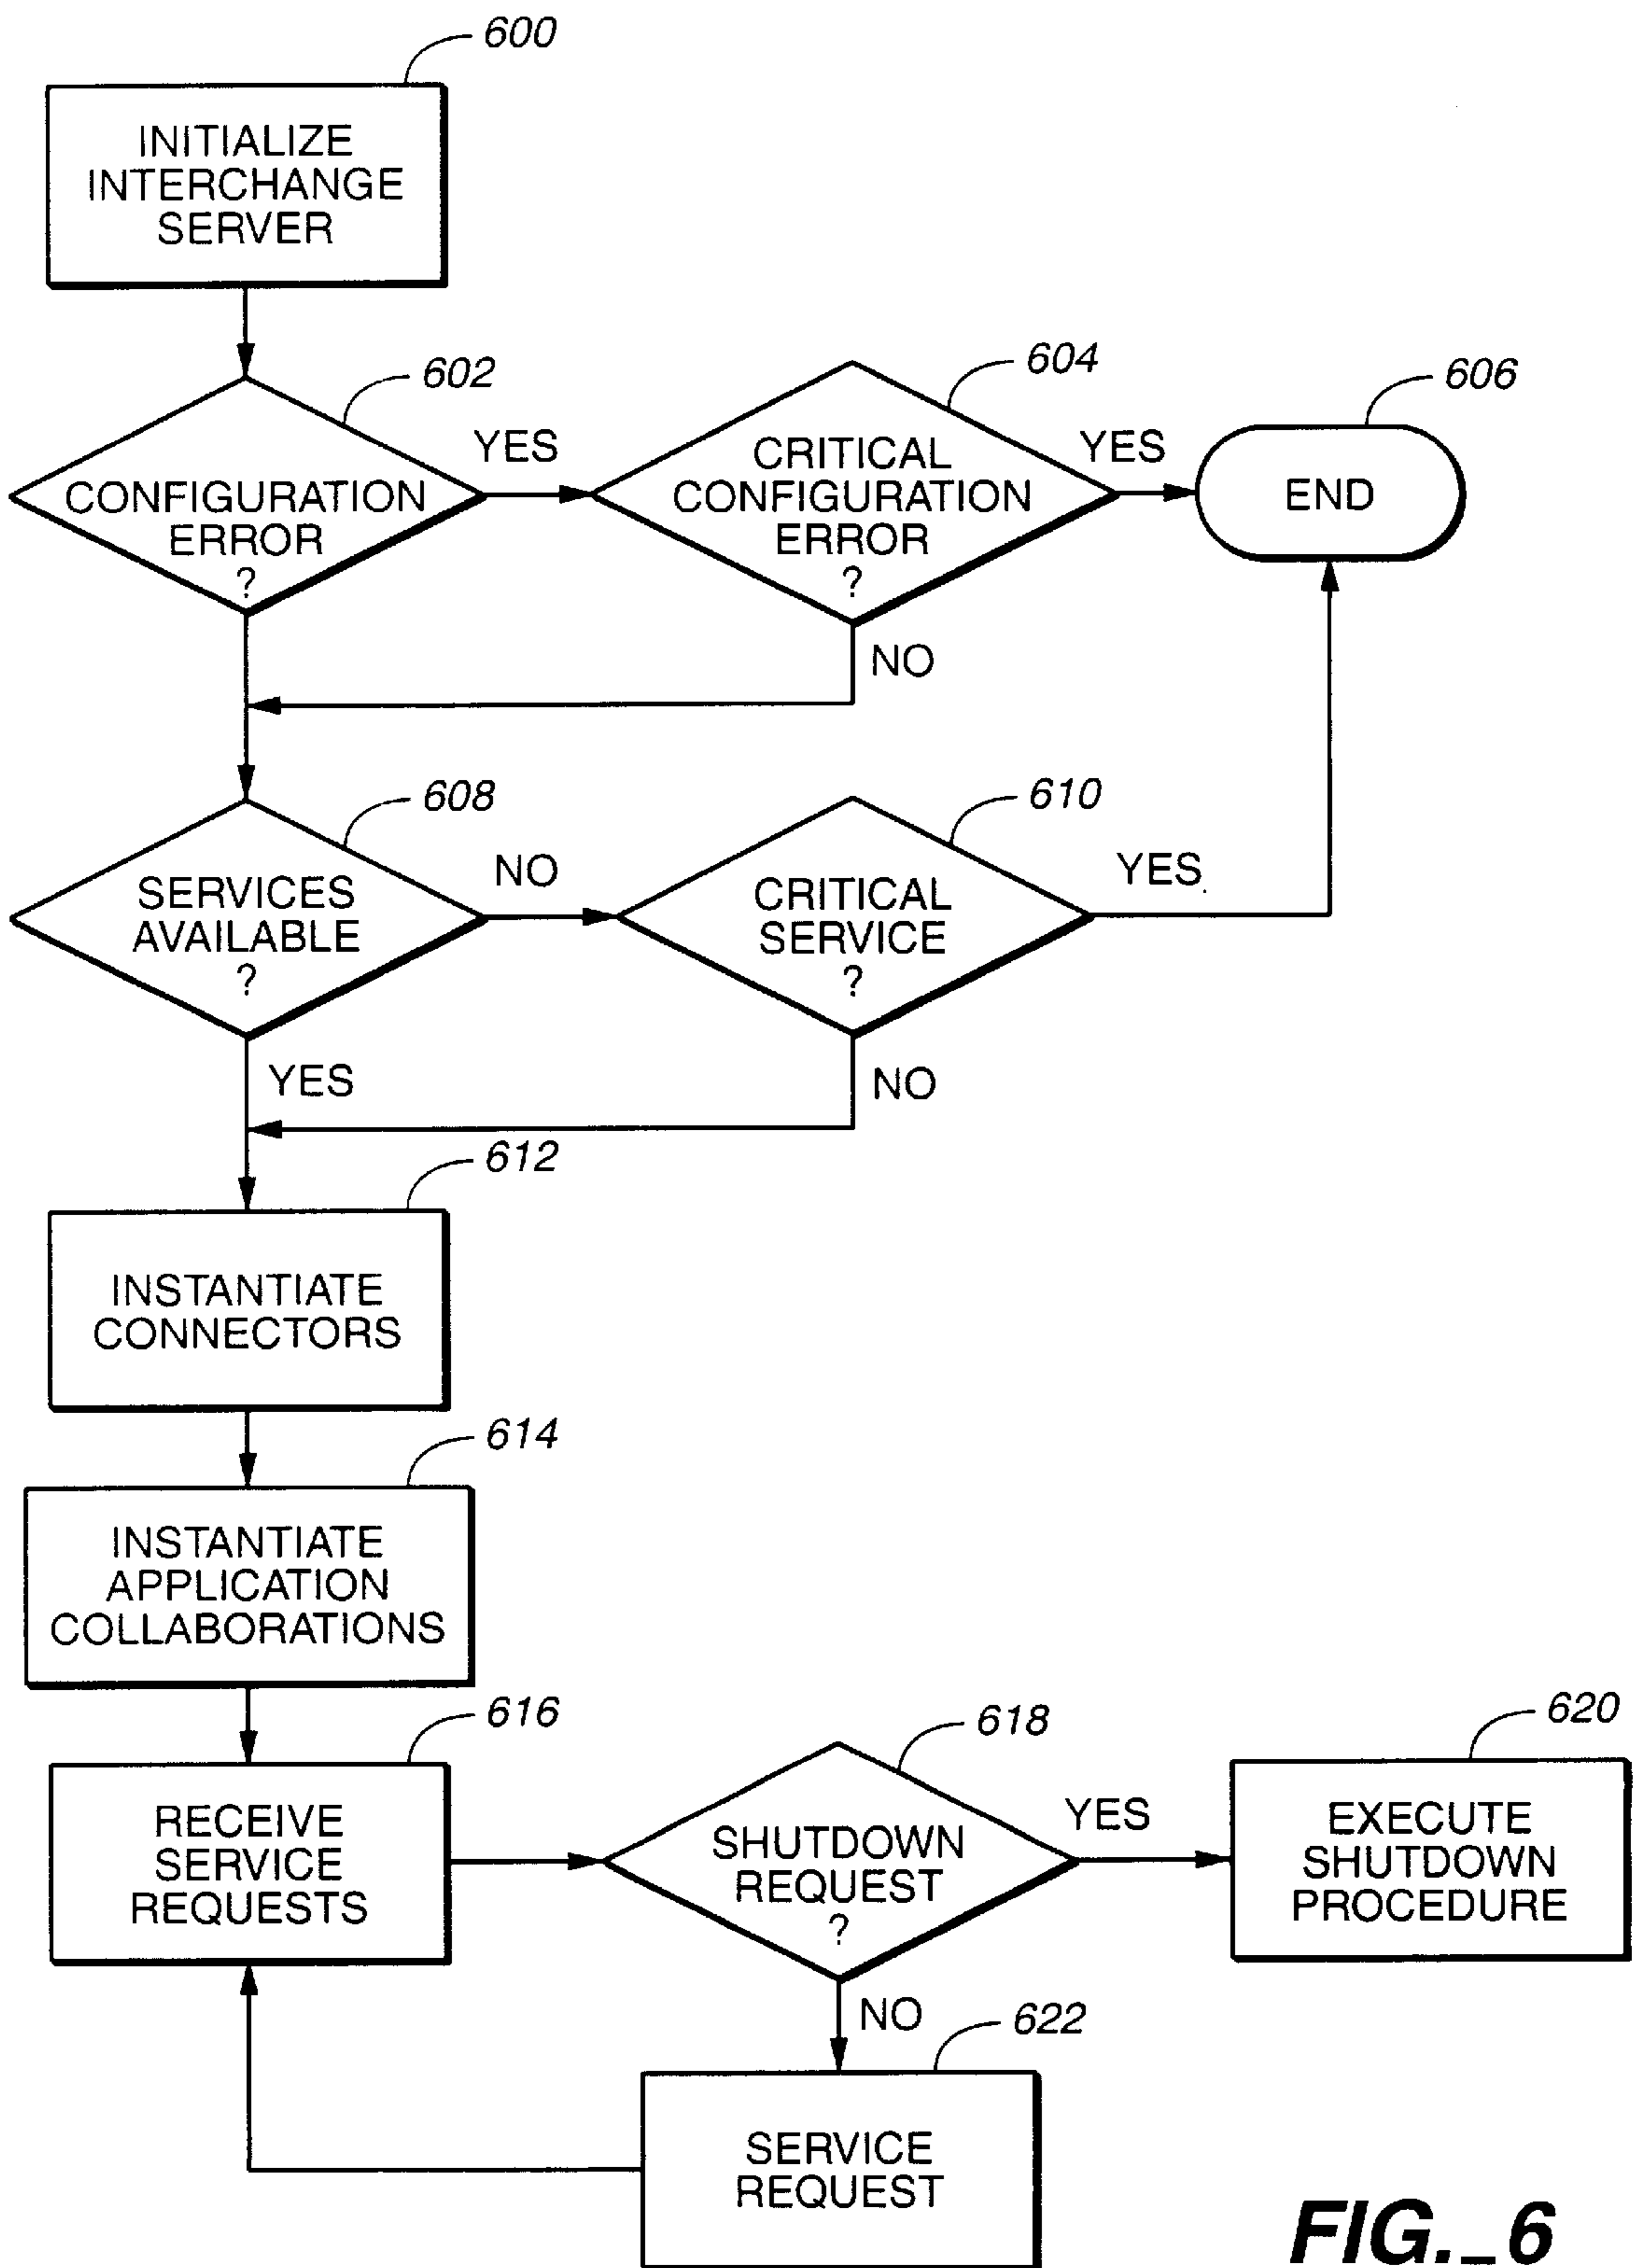 600
INITIALIZE
INTERCHANGE
SERVER
602
CONFIGURATION
ERROR
?
YES
604
CRITICAL
CONFIGURATION
ERROR
?
YES
606
END
NO
608
SERVICES
AVAILABLE
?
NO
610
CRITICAL
SERVICE
?
YES
YES
NO
612
INSTANTIATE
CONNECTORS
614
INSTANTIATE
APPLICATION
COLLABORATIONS
616
RECEIVE
SERVICE
REQUESTS
618
SHUTDOWN
REQUEST
?
YES
620
EXECUTE
SHUTDOWN
PROCEDURE
NO
622
SERVICE
REQUEST
FIG._6